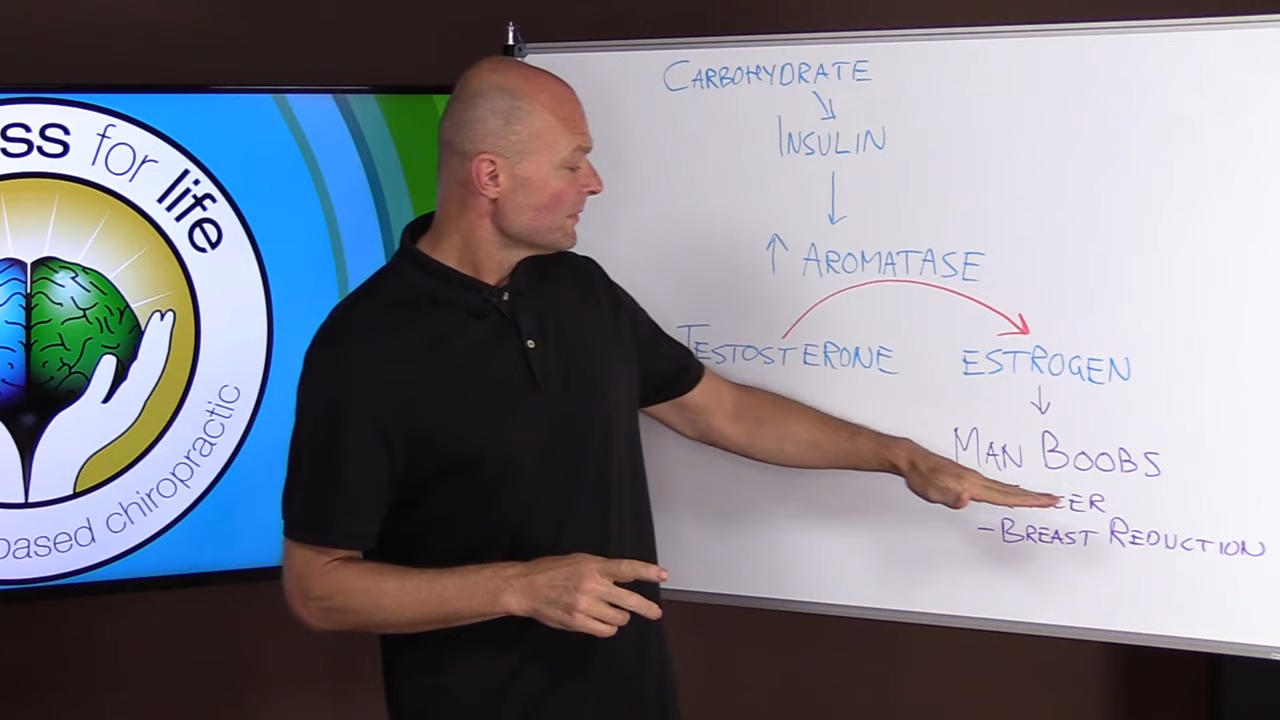 ss for life
based chiropractic
CARBOHYDRATE
INSULIN
↑ AROMATASE
TESTOSTERONE ESTROGEN
MAN BOOBS
- BREAST REDUCTION